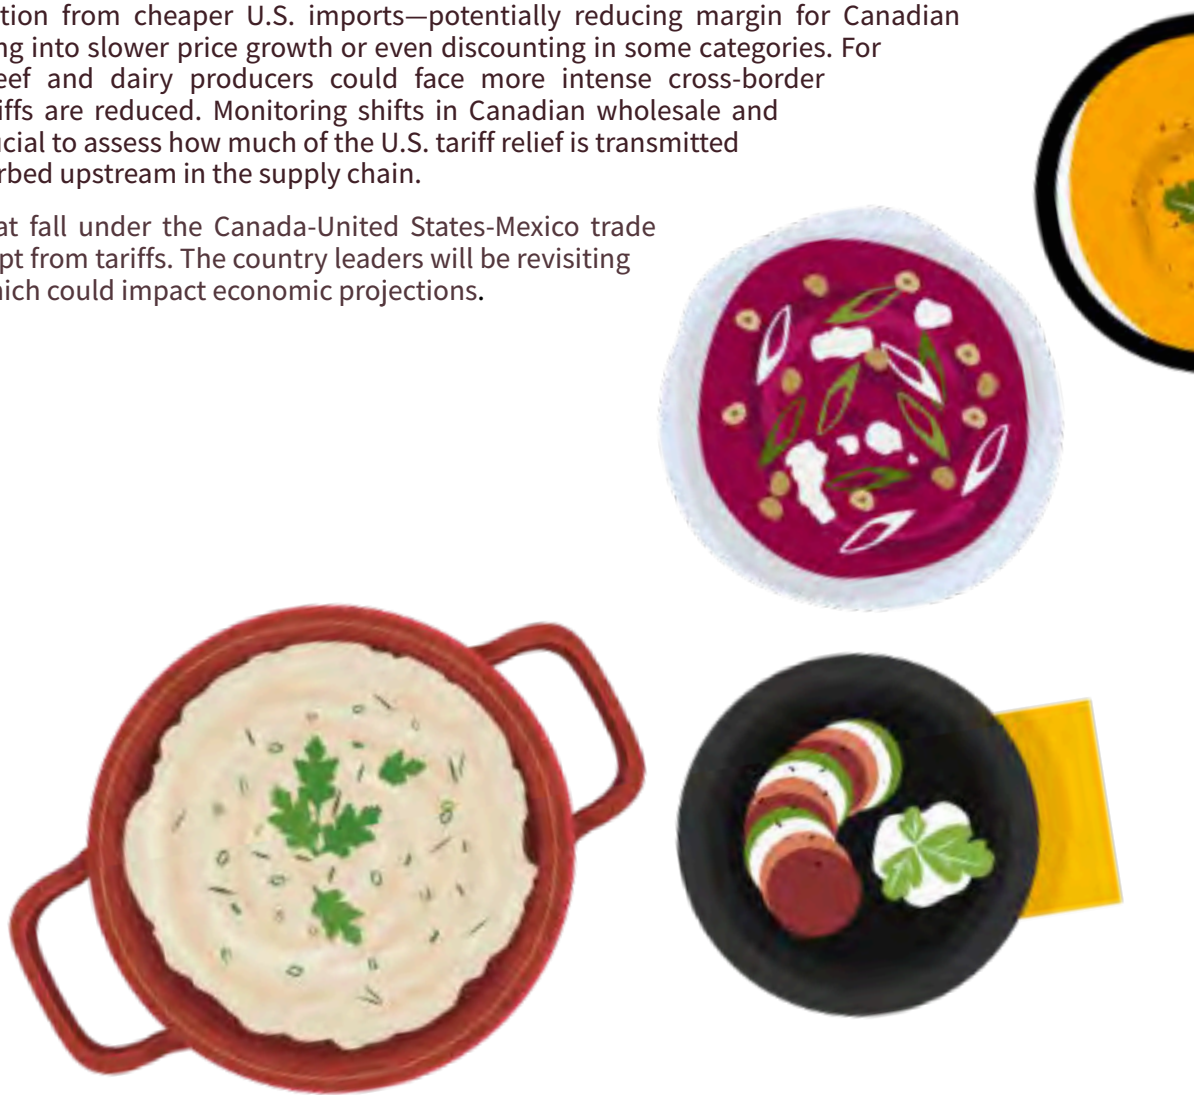 tion from cheaper U.S. imports—potentially reducing margin for Canadian
ng into slower price growth or even discounting in some categories. For
eef and dairy producers could face more intense cross-border
iffs are reduced. Monitoring shifts in Canadian wholesale and
ucial to assess how much of the U.S. tariff relief is transmitted
rbed upstream in the supply chain.
at fall under the Canada-United States-Mexico trade
pt from tariffs. The country leaders will be revisiting
hich could impact economic projections.